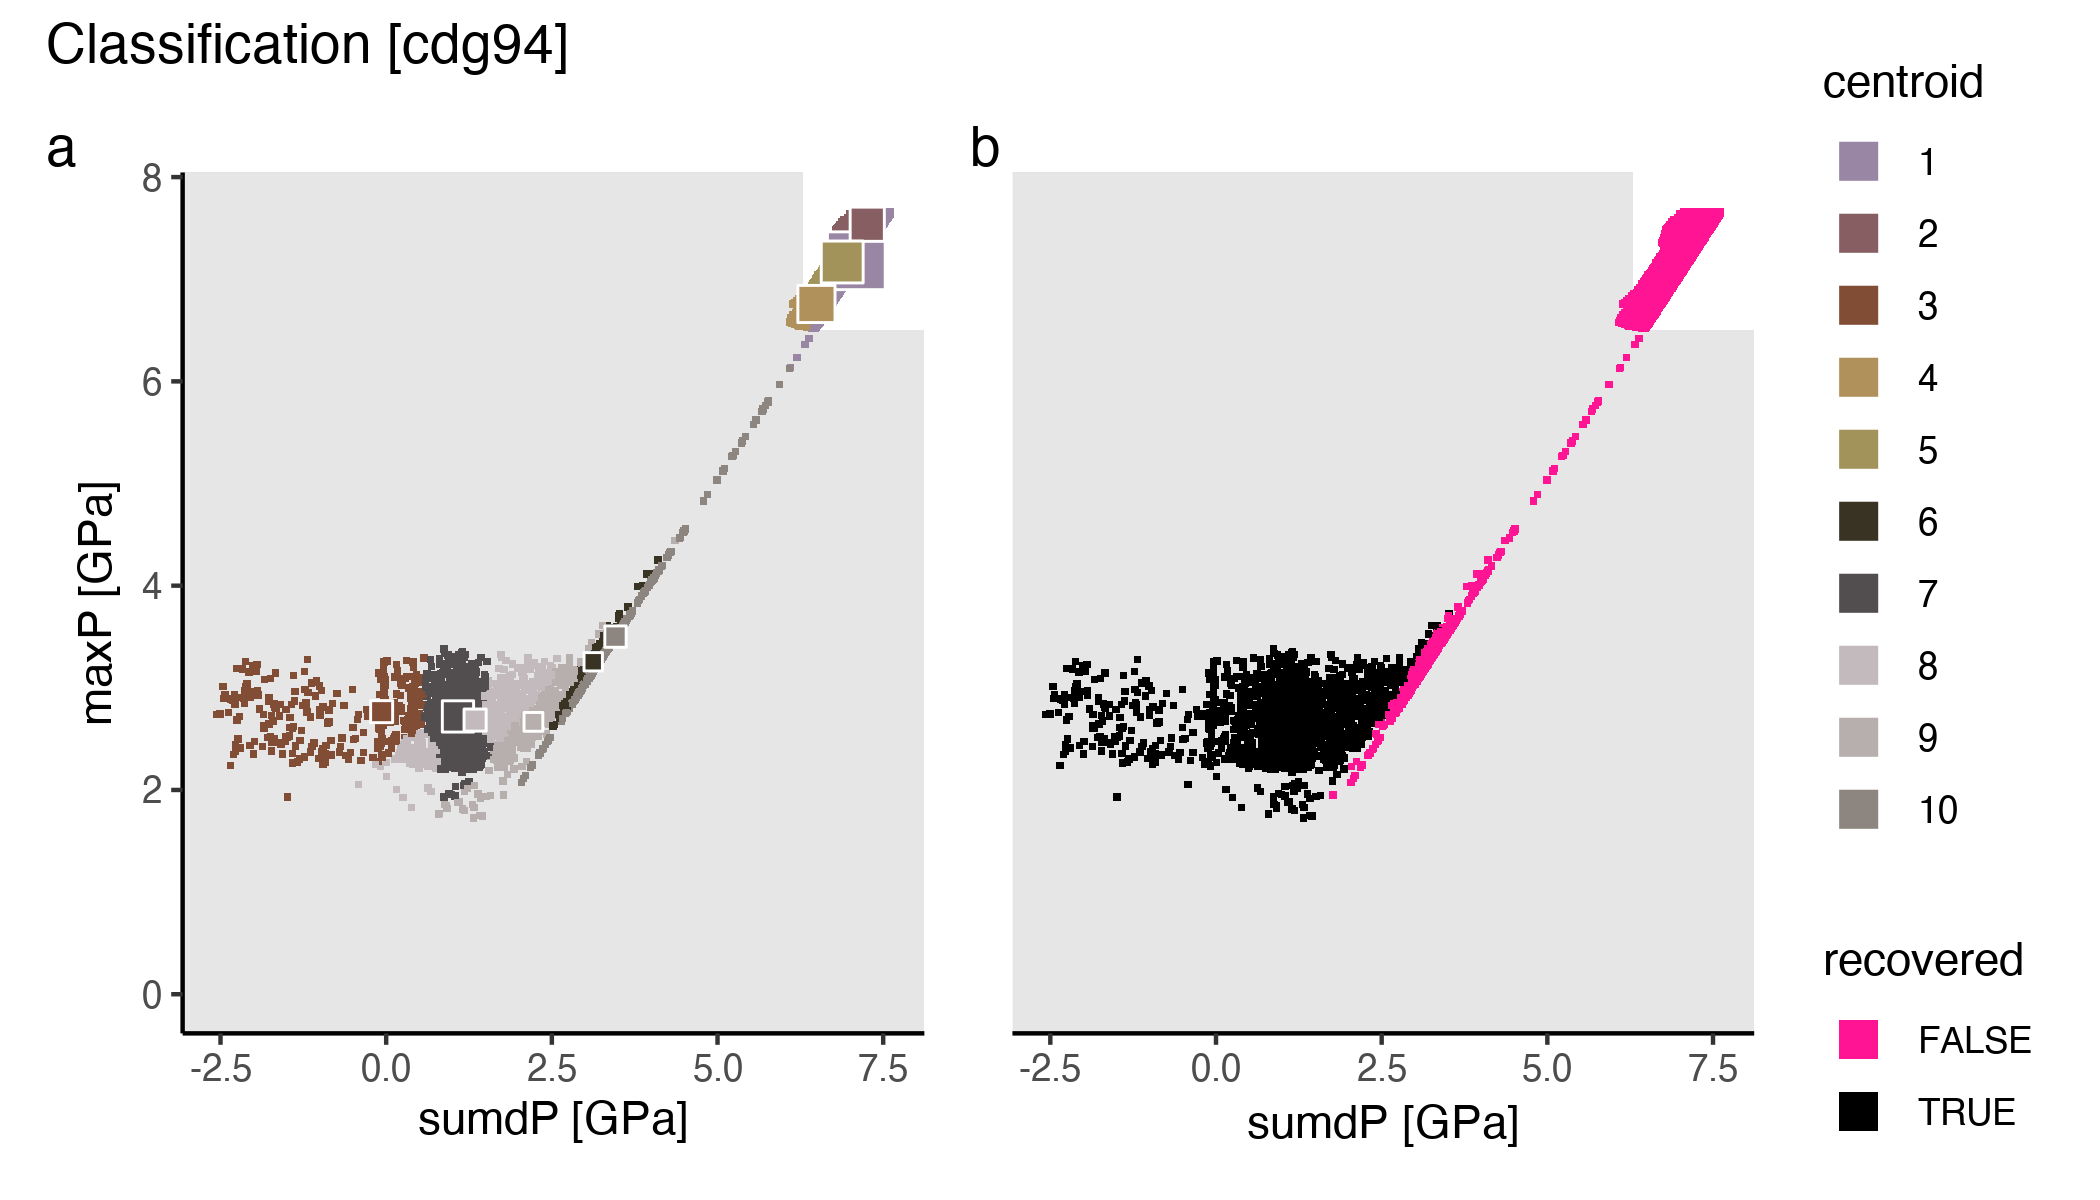 Classification [cdg94]
a
b
maxP [GPa]
8
6
4
2
0
-2.5 0.0 2.5 5.0 7.5
sumdP [GPa]
-2.5 0.0 2.5 5.0 7.5
sumdP [GPa]
centroid
1
2
3
4
5
6
7
8
9
10
recovered
FALSE
TRUE